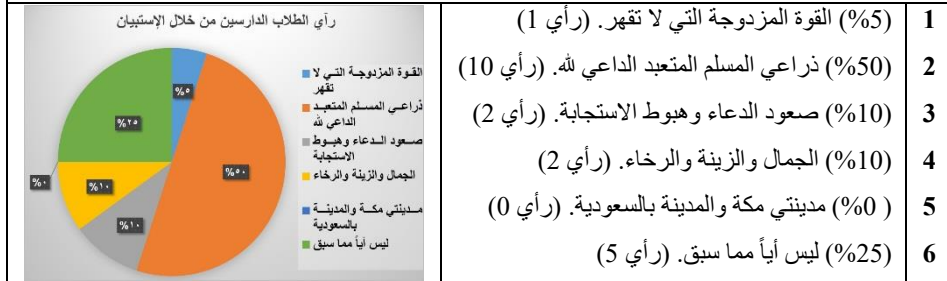 رآي الطلاب الدارسين من خلال الإستبيان
القوة المزدوجة التي لا
تقهر
ذراعي المسلم المتعبد
الداعي لله
صعود الدعاء وهبوط
الاستجابة
الجمال والزينة والرخاء
مدينتي مكة والمدينة
بالسعودية
ليس أياً مما سبق
%٥
%٥٠
%١٠
%١٠
%٠
%٢٥
1 (%5) القوة المزدوجة التي لا تقهر. (رأي 1)
2 (%50) ذراعي المسلم المتعبد الداعي لله. (رأي 10)
3 (%10) صعود الدعاء وهبوط الاستجابة. (رأي 2)
4 (%10) الجمال والزينة والرخاء. (رأي 2)
5 ( %0) مدينتي مكة والمدينة بالسعودية. (رأي 0)
6 (%25) ليس أياً مما سبق. (رأي 5)